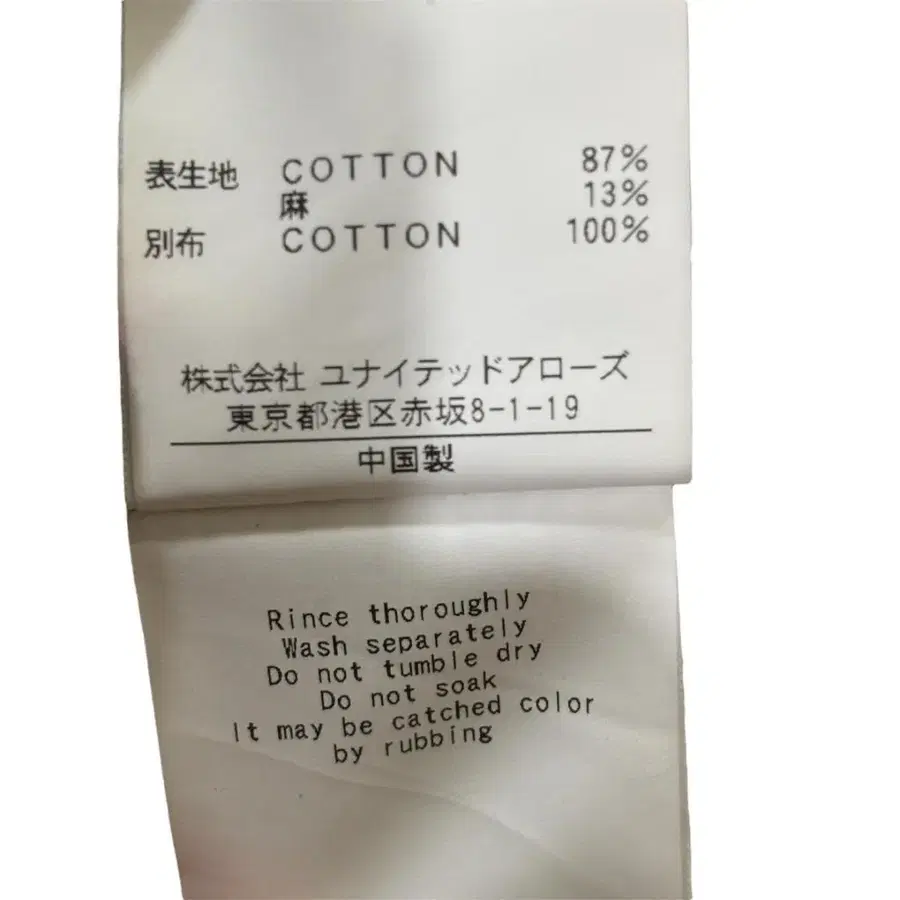 表生地 COTTON 87%
麻 13%
別布 COTTON 100%
株式会社 ユナイテッドアローズ
東京都港区赤坂8-1-19
中国製
Rince thoroughly
Wash separately
Do not tumble dry
Do not soak
It may be catched color
by rubbing